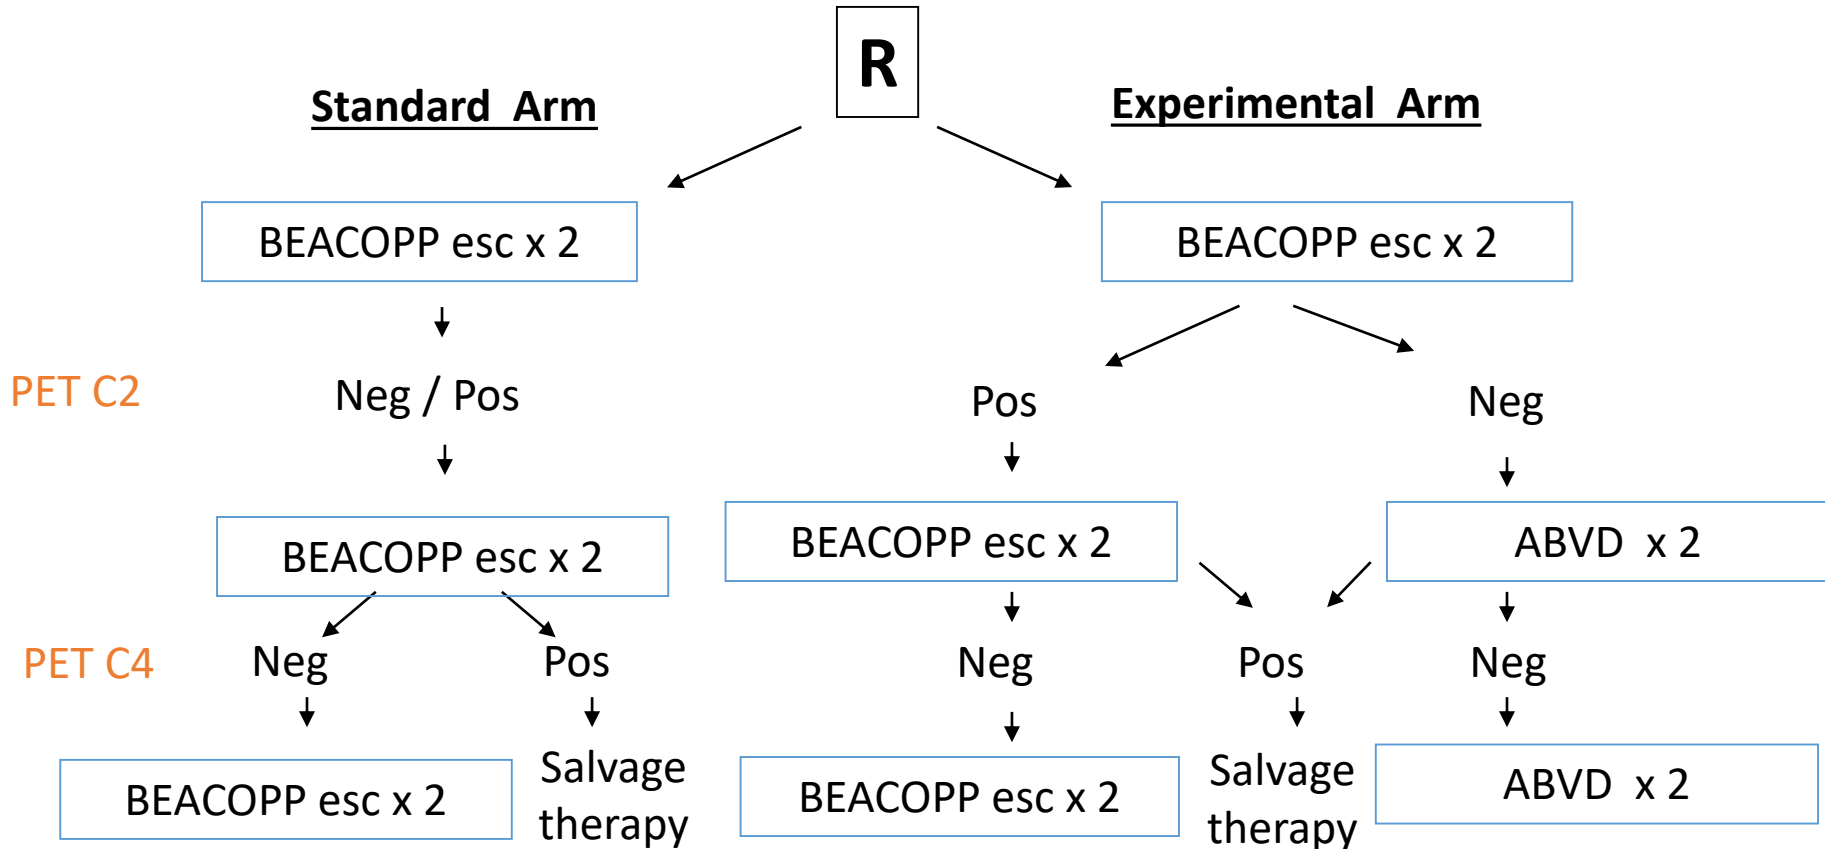 R
Standard Arm
Experimental Arm
BEACOPP esc x 2
BEACOPP esc x 2
PET C2
Neg / Pos
Pos
Neg
BEACOPP esc x 2
BEACOPP esc x 2
ABVD x 2
PET C4
Neg
Pos
Neg
Pos
Neg
BEACOPP esc x 2
Salvage
therapy
BEACOPP esc x 2
Salvage
therapy
ABVD x 2